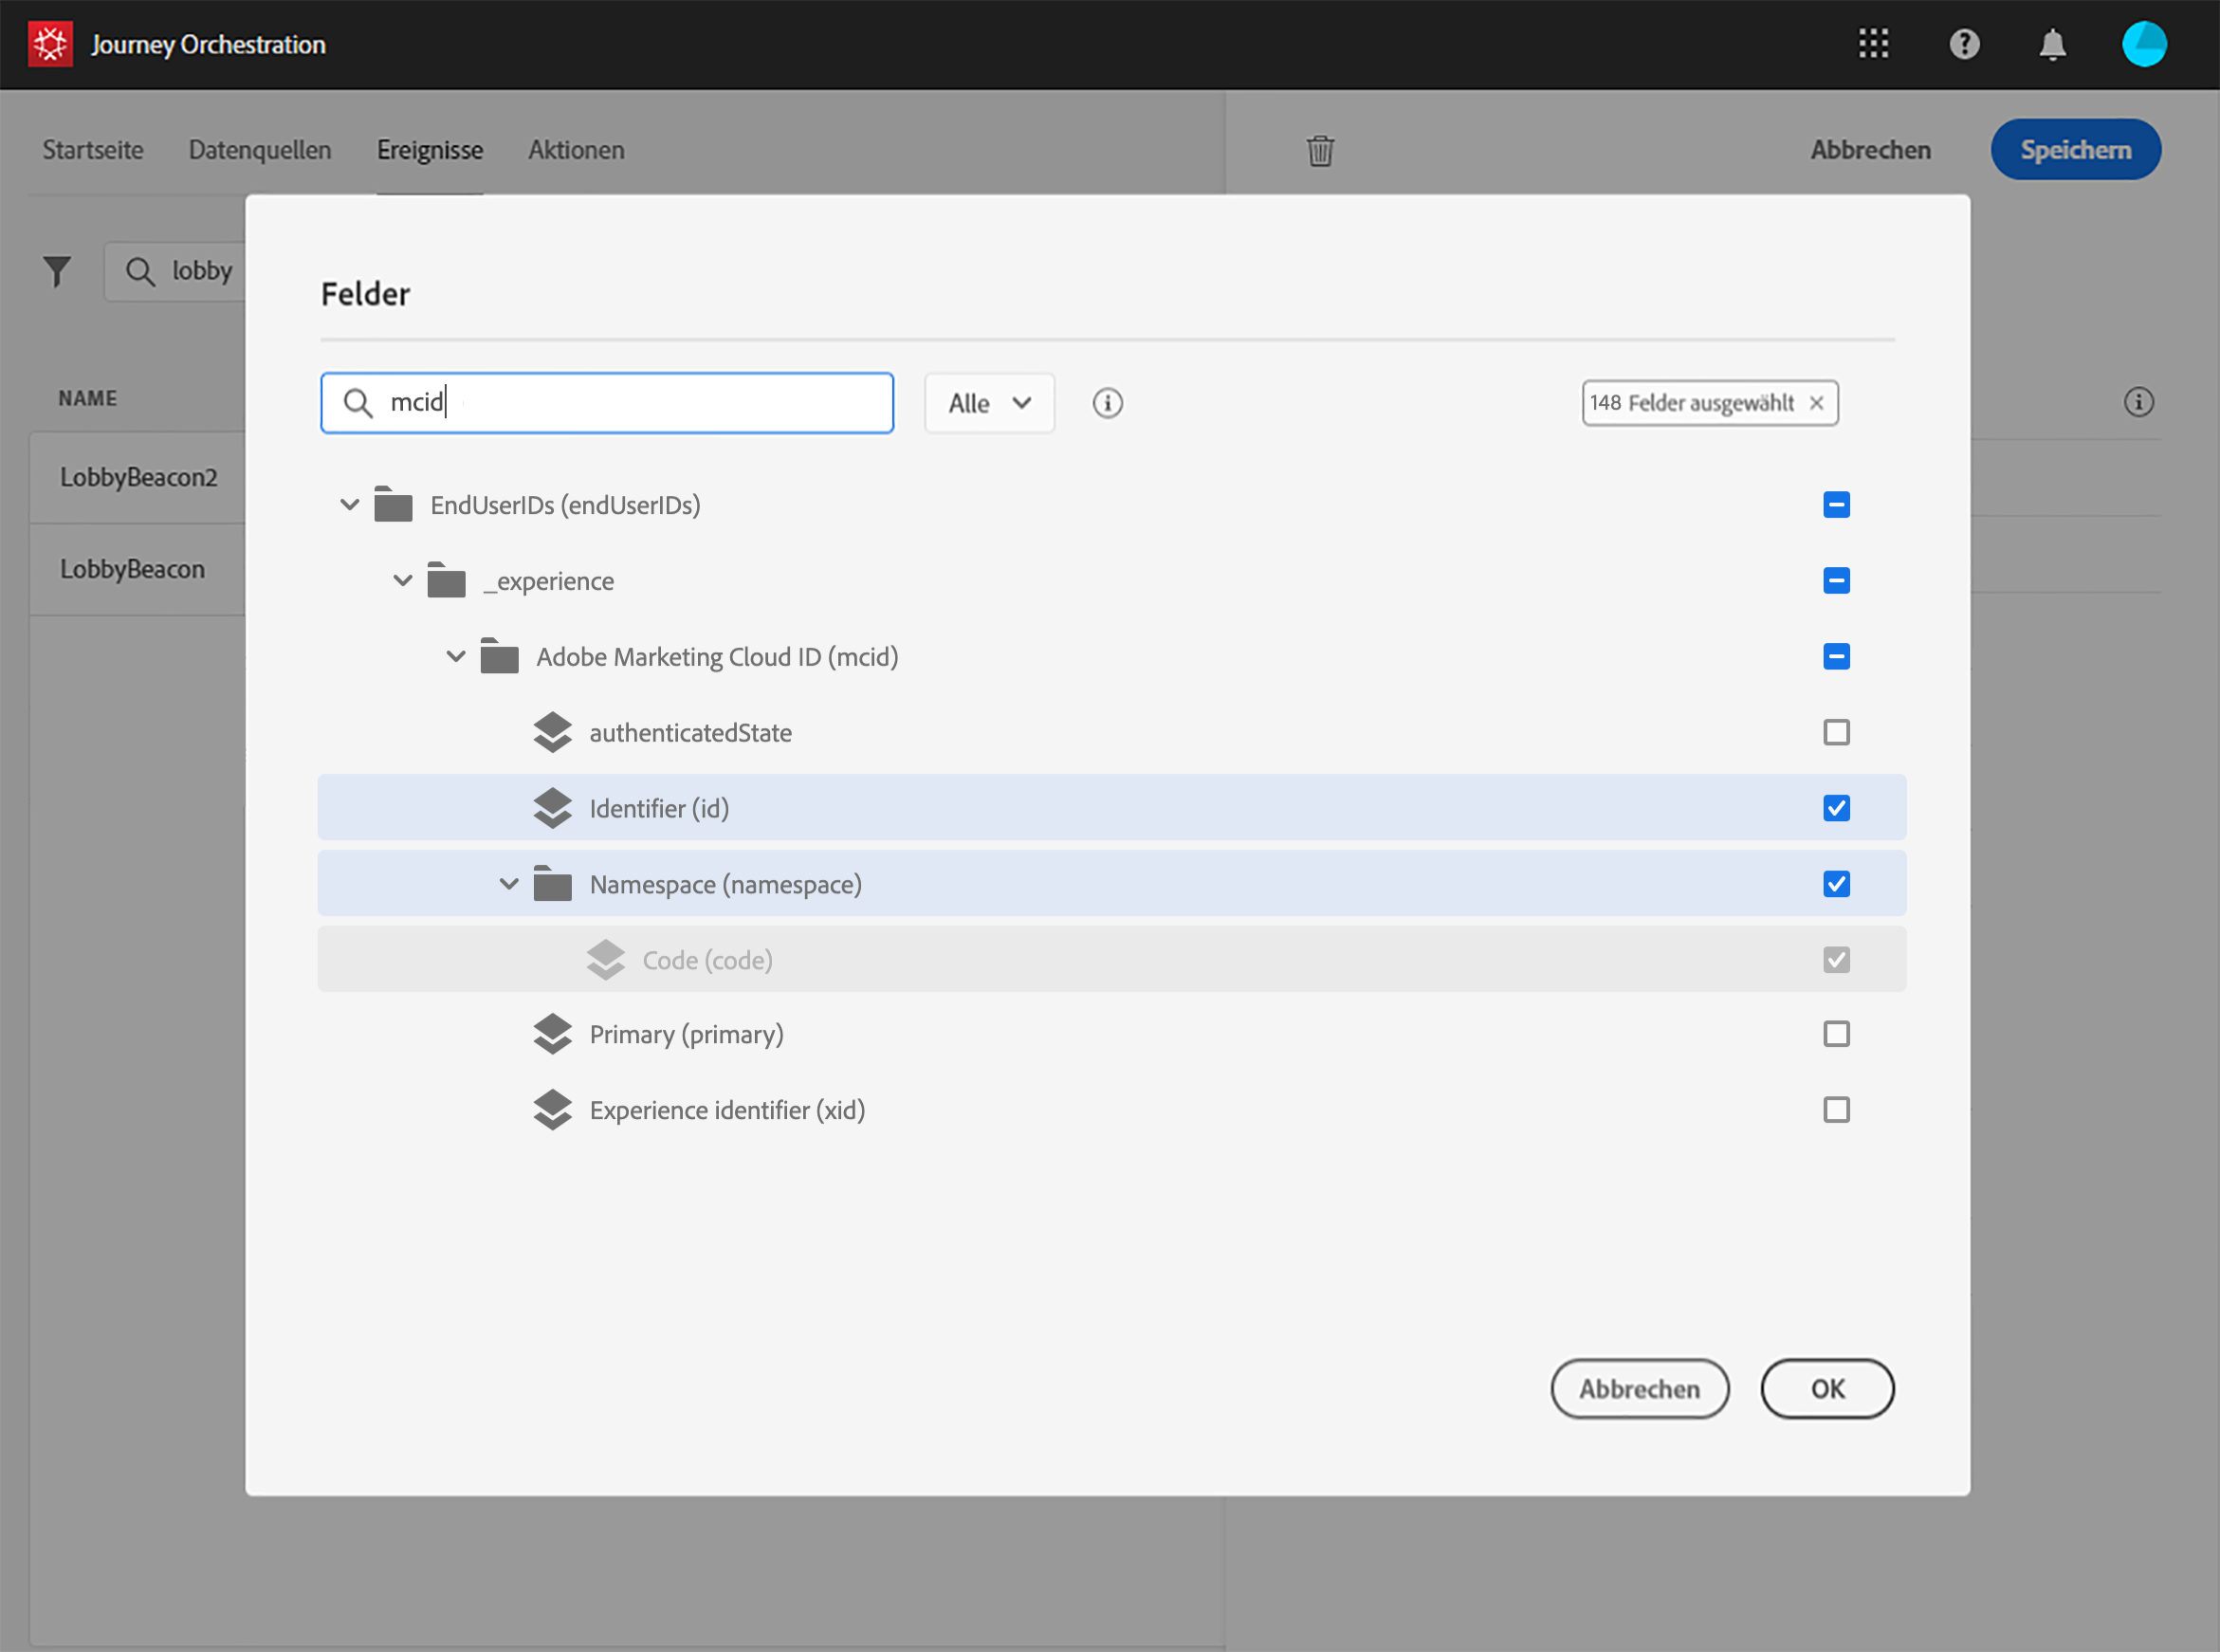 Journey Orchestration
Startseite Datenquellen Ereignisse Aktionen Abbrechen Speichern
lobby
NAME
LobbyBeacon2
LobbyBeacon
Felder
mcid Alle 148 Felder ausgewählt
EndUserIDs (endUserIDs)
_experience
Adobe Marketing Cloud ID (mcid)
authenticatedState
Identifier (id)
Namespace (namespace)
Code (code)
Primary (primary)
Experience identifier (xid)
Abbrechen OK